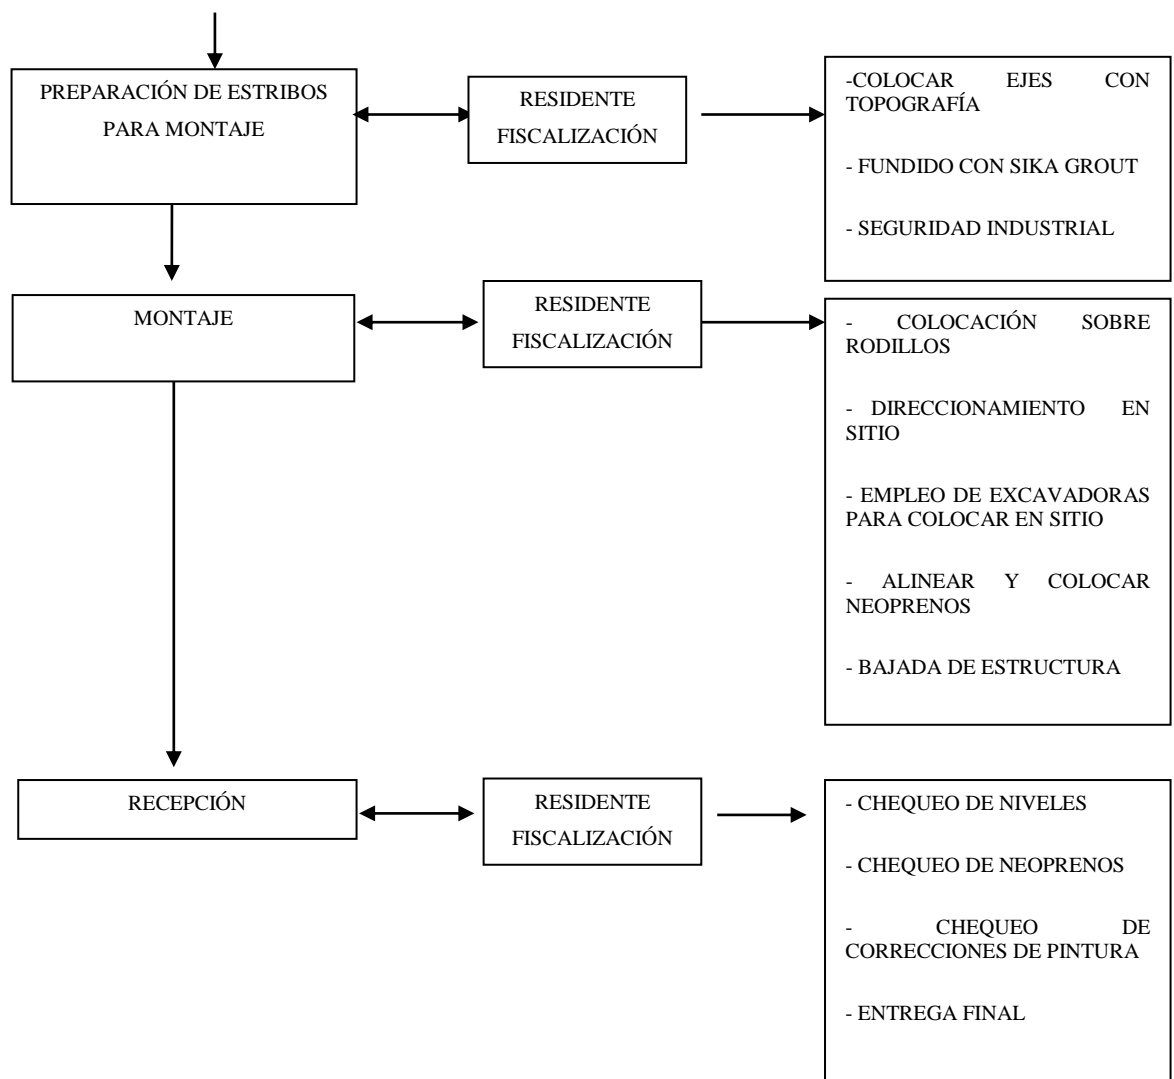 PREPARACIÓN DE ESTRIBOS
PARA MONTAJE
RESIDENTE
FISCALIZACIÓN
-COLOCAR EJES CON
TOPOGRAFÍA
- FUNDIDO CON SIKA GROUT
- SEGURIDAD INDUSTRIAL
MONTAJE
RESIDENTE
FISCALIZACIÓN
- COLOCACIÓN SOBRE
RODILLOS
- DIRECCIONAMIENTO EN
SITIO
- EMPLEO DE EXCAVADORAS
PARA COLOCAR EN SITIO
- ALINEAR Y COLOCAR
NEOPRENOS
- BAJADA DE ESTRUCTURA
RECEPCIÓN
RESIDENTE
FISCALIZACIÓN
- CHEQUEO DE NIVELES
- CHEQUEO DE NEOPRENOS
- CHEQUEO DE
CORRECCIONES DE PINTURA
- ENTREGA FINAL